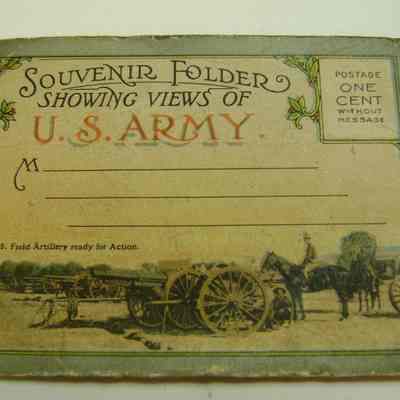 SOUVENIR FOLDER
SHOWING VIEWS OF
U. S. ARMY.
POSTAGE
ONE
CENT
WITHOUT
MESSAGE
M
S. Field Artillery ready for Action.